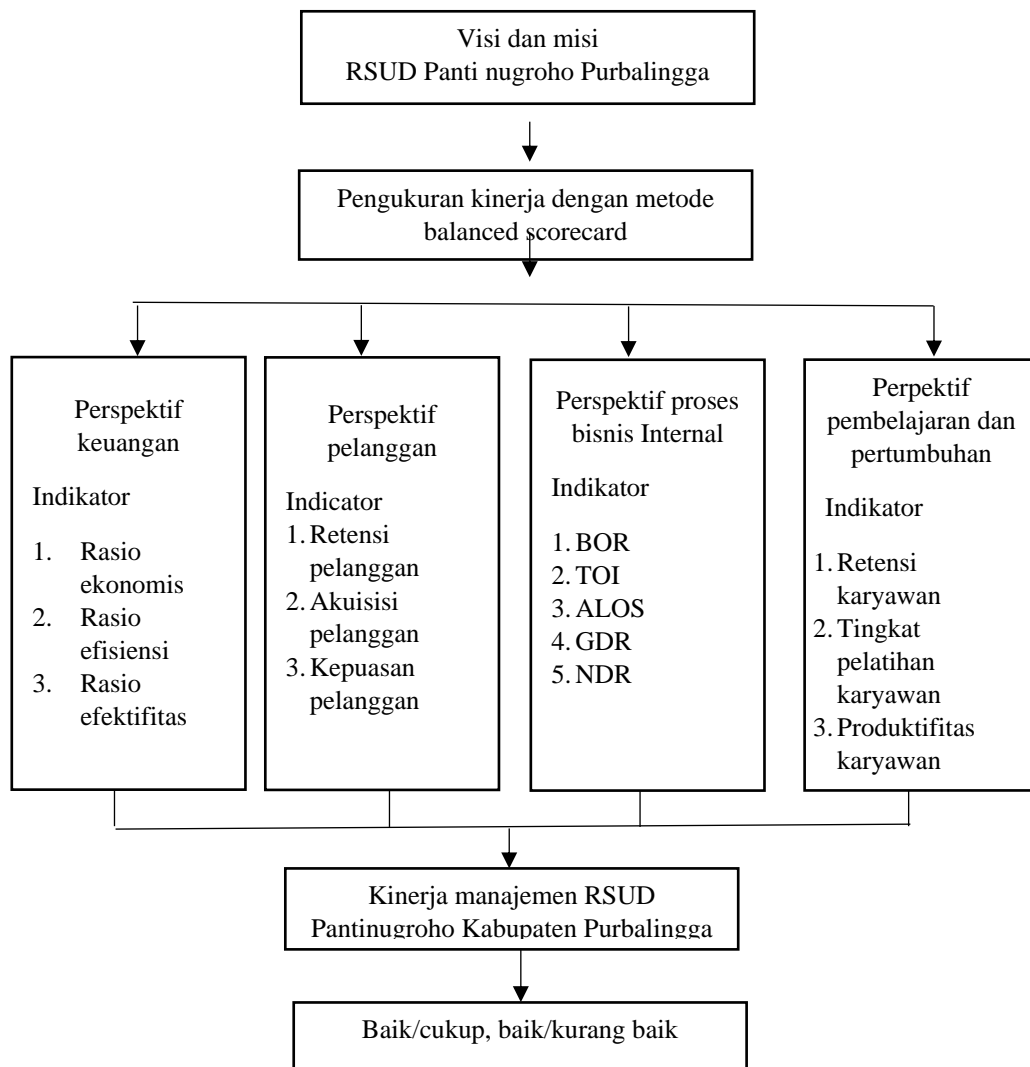 Visi dan misi
RSUD Panti nugroho Purbalingga
Pengukuran kinerja dengan metode
balanced scorecard
Perspektif
keuangan
Indikator
1. Rasio
ekonomis
2. Rasio
efisiensi
3. Rasio
efektifitas
Perspektif
pelanggan
Indicator
1. Retensi
pelanggan
2. Akuisisi
pelanggan
3. Kepuasan
pelanggan
Perspektif proses
bisnis Internal
Indikator
1. BOR
2. TOI
3. ALOS
4. GDR
5. NDR
Perpektif
pembelajaran dan
pertumbuhan
Indikator
1. Retensi
karyawan
2. Tingkat
pelatihan
karyawan
3. Produktifitas
karyawan
Kinerja manajemen RSUD
Pantinugroho Kabupaten Purbalingga
Baik/cukup, baik/kurang baik